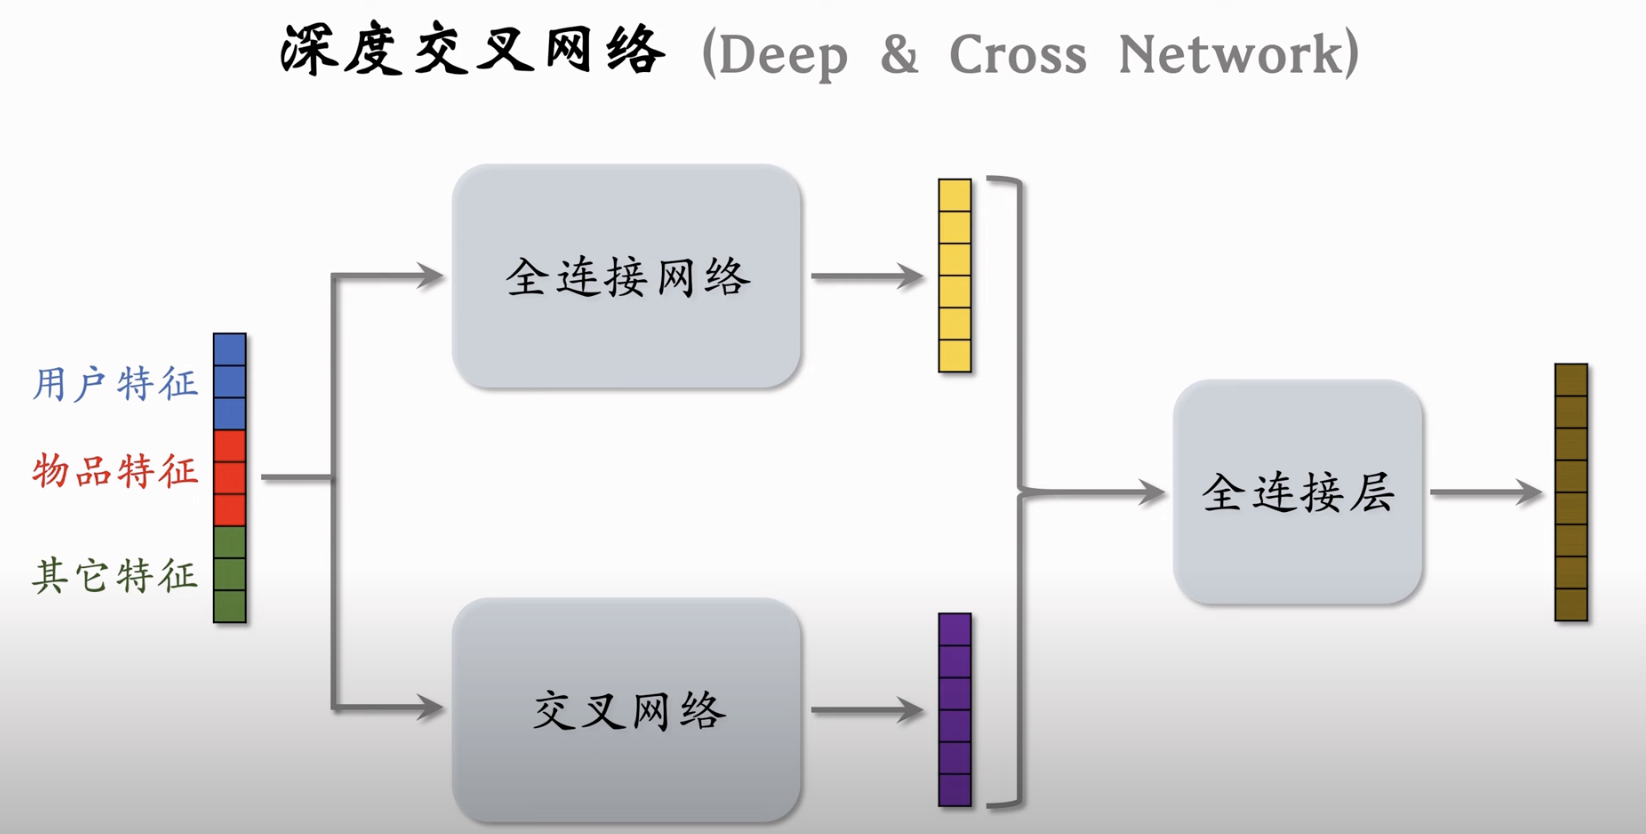 深度交叉网络 (Deep & Cross Network)
全连接网络
用户特征
物品特征
其它特征
全连接层
交叉网络